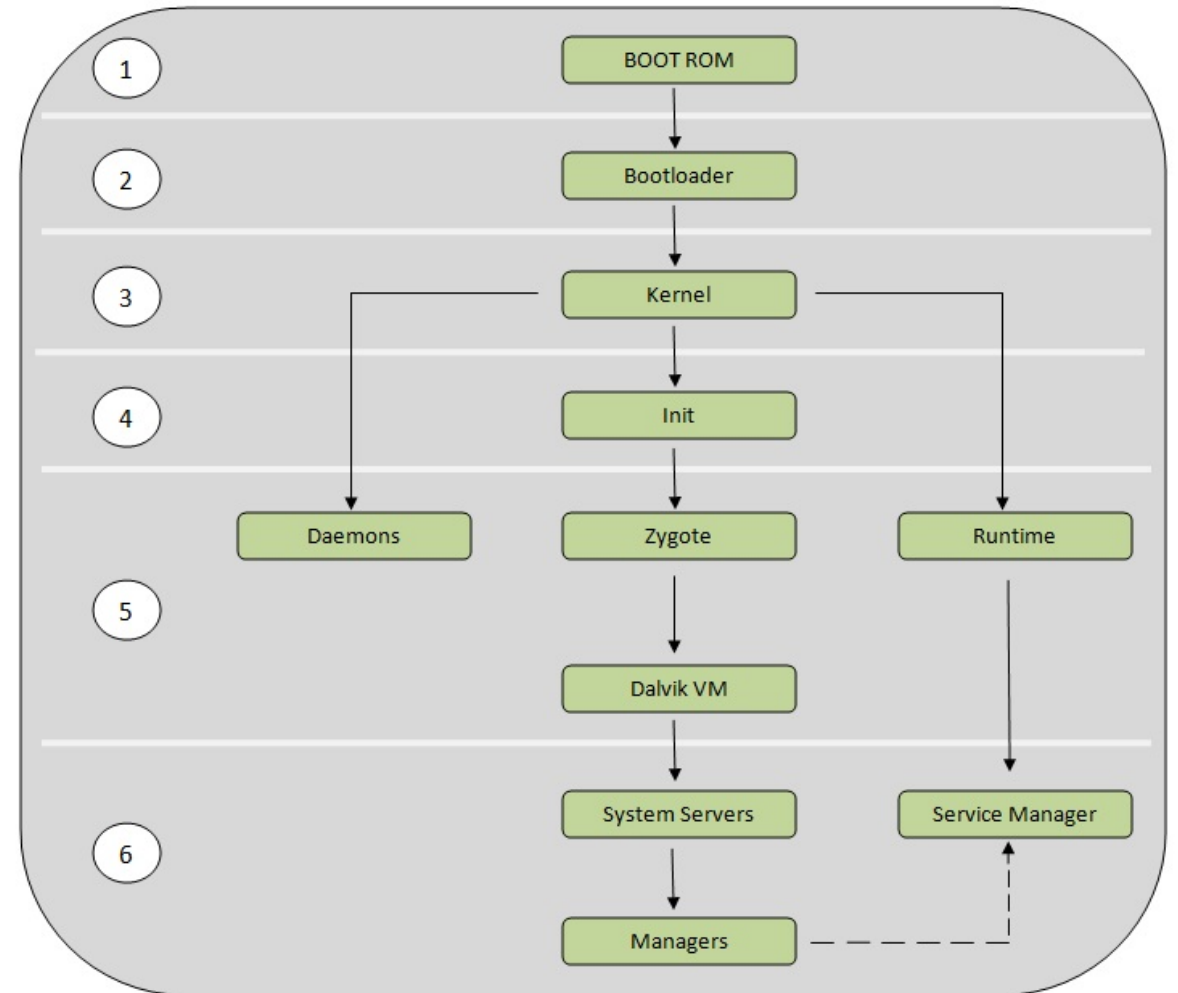 1
BOOT ROM
2
Bootloader
3
Kernel
4
Init
Daemons
Zygote
Runtime
5
Dalvik VM
System Servers
Service Manager
6
Managers